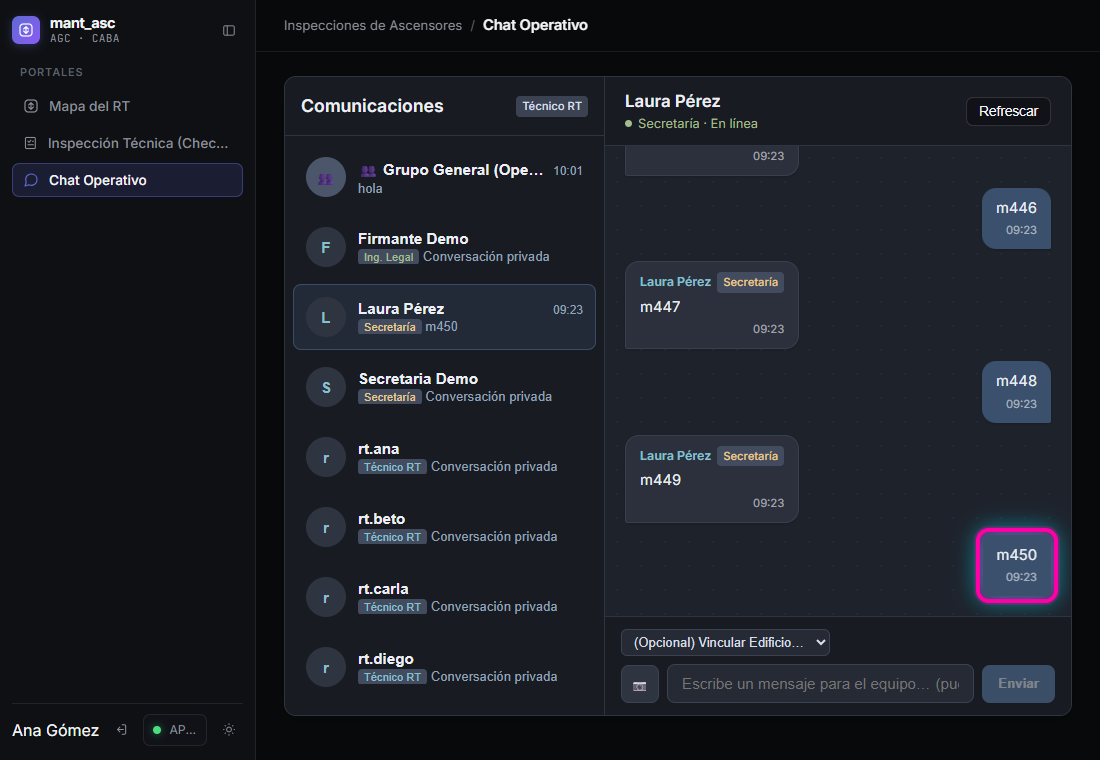 mant_asc
AGC · CABA
PORTALES
Mapa del RT
Inspección Técnica (Chec...
Chat Operativo
Ana Gómez
AP...
Inspecciones de Ascensores / Chat Operativo
Comunicaciones
Técnico RT
Grupo General (Ope... 10:01
hola
F
Firmante Demo
Ing. Legal Conversación privada
L
Laura Pérez 09:23
Secretaría m450
S
Secretaria Demo
Secretaría Conversación privada
r
rt.ana
Técnico RT Conversación privada
r
rt.beto
Técnico RT Conversación privada
r
rt.carla
Técnico RT Conversación privada
r
rt.diego
Técnico RT Conversación privada
Laura Pérez
Secretaría · En línea
Refrescar
09:23
m446
09:23
Laura Pérez Secretaría
m447
09:23
m448
09:23
Laura Pérez Secretaría
m449
09:23
m450
09:23
(Opcional) Vincular Edificio...
Escribe un mensaje para el equipo... (pu
Enviar